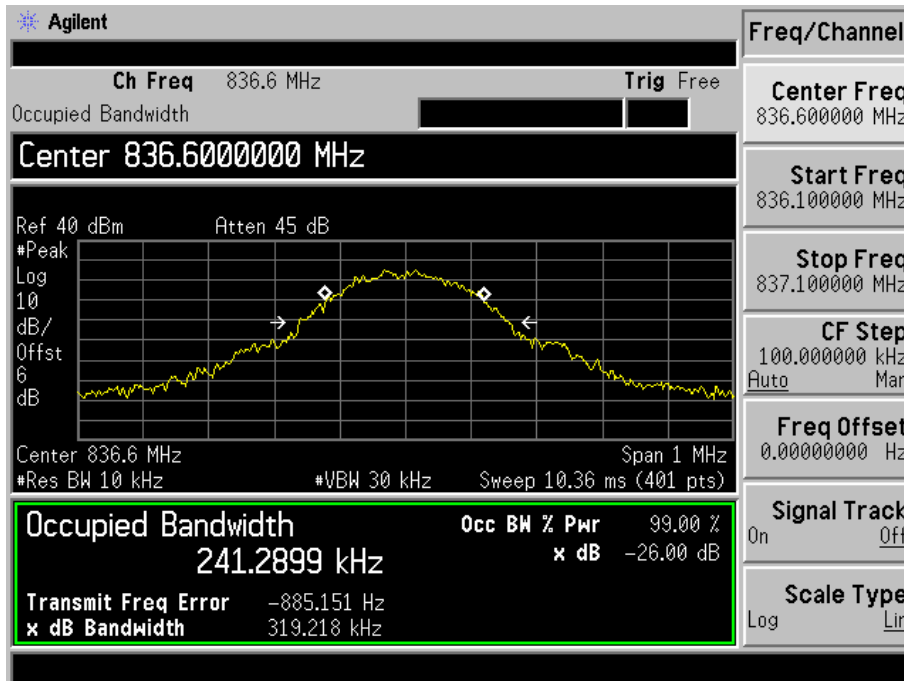 Agilent
Freq/Channel
Ch Freq 836.6 MHz Trig Free
Occupied Bandwidth
Center 836.6000000 MHz
Ref 40 dBm Atten 45 dB
#Peak
Log
10
dB/
Offst
6
dB
Center 836.6 MHz Span 1 MHz
#Res BW 10 kHz #VBW 30 kHz Sweep 10.36 ms (401 pts)
Occupied Bandwidth
241.2899 kHz
Occ BW % Pwr 99.00 %
x dB -26.00 dB
Transmit Freq Error -885.151 Hz
x dB Bandwidth 319.218 kHz
Center Freq
836.600000 MHz
Start Freq
836.100000 MHz
Stop Freq
837.100000 MHz
CF Step
100.000000 kHz
Auto Man
Freq Offset
0.00000000 Hz
Signal Track
On Off
Scale Type
Log Lin